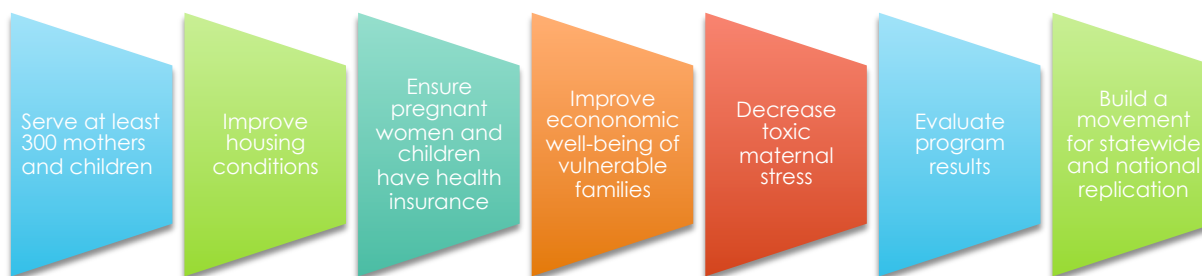 Serve at least
300 mothers
and children
Improve
housing
conditions
Ensure
pregnant
women and
children
have health
insurance
Improve
econonomic
well-being of
vulnerable
families
Decrease
toxic
maternal
stress
Evaluate
program
results
Build a
movement
for statewide
and national
replication